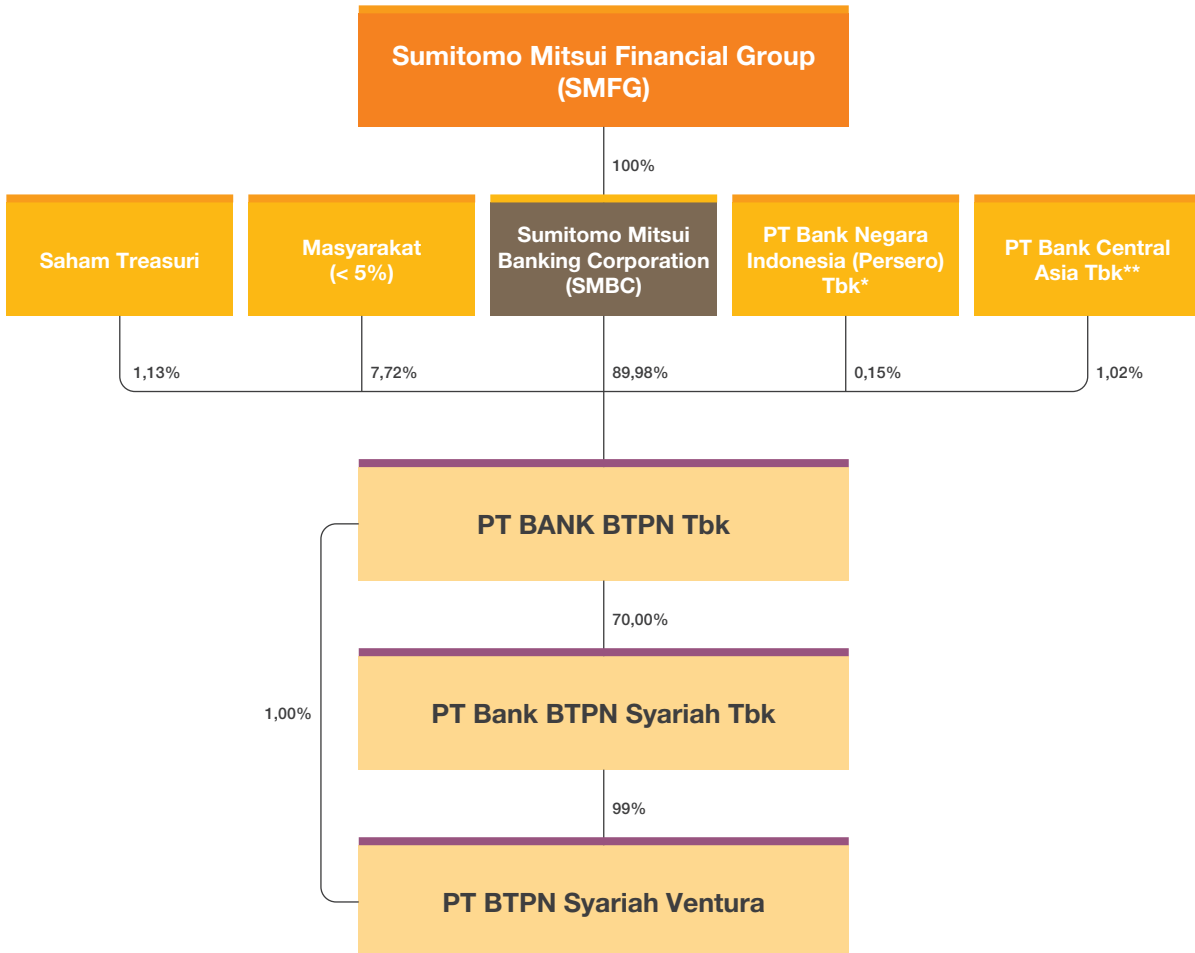 Sumitomo Mitsui Financial Group
(SMFG)
100%
Saham Treasuri
Masyarakat
(< 5%)
Sumitomo Mitsui
Banking Corporation
(SMBC)
PT Bank Negara
Indonesia (Persero)
Tbk*
PT Bank Central
Asia Tbk**
1,13%
7,72%
89,98%
0,15%
1,02%
PT BANK BTPN Tbk
70,00%
PT Bank BTPN Syariah Tbk
1,00%
99%
PT BTPN Syariah Ventura